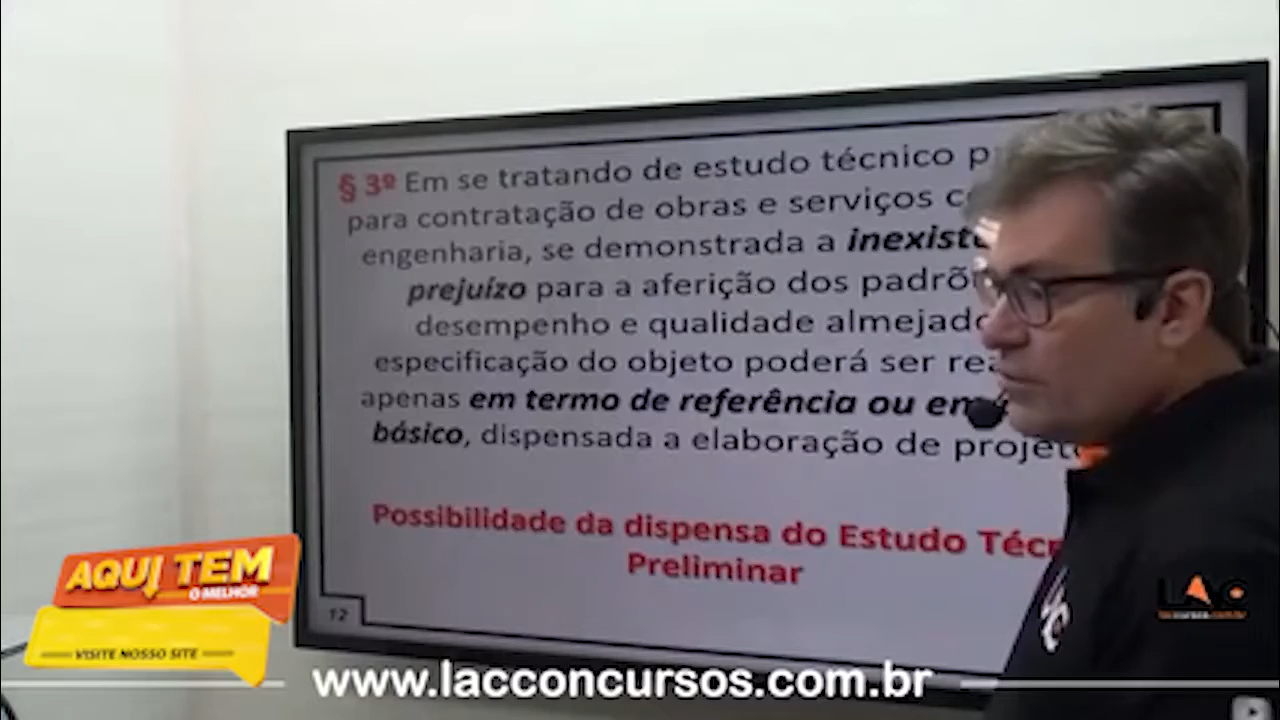 § 3º Em se tratando de estudo técnico
para contratação de obras e serviços
engenharia, se demonstrada a
prejuízo para a aferição dos
desempenho e qualidade
especificação do objeto poderá ser
apenas em termo de referência ou em
básico, dispensada a elaboração de
Possibilidade da dispensa do Estudo
Preliminar
12
AQUI TEM
O MELHOR
VISITE NOSSO SITE
www.lacconcursos.com.br
LAC